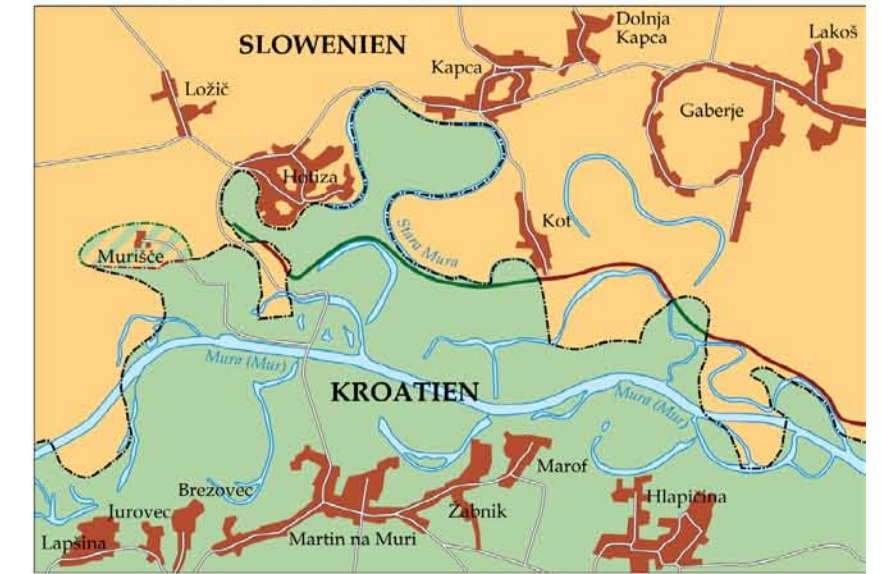 Dolnja
Kapca
Lakoš
SLOWENIEN
Kapca
Ložič
Gaberje
Hotiza
Kot
Stara Mura
Murišče
Mura (Mur)
KROATIEN
Mura (Mur)
Marof
Brezovec
Hlapičina
Jurovec
Žabnik
Martin na Muri
Lapšina